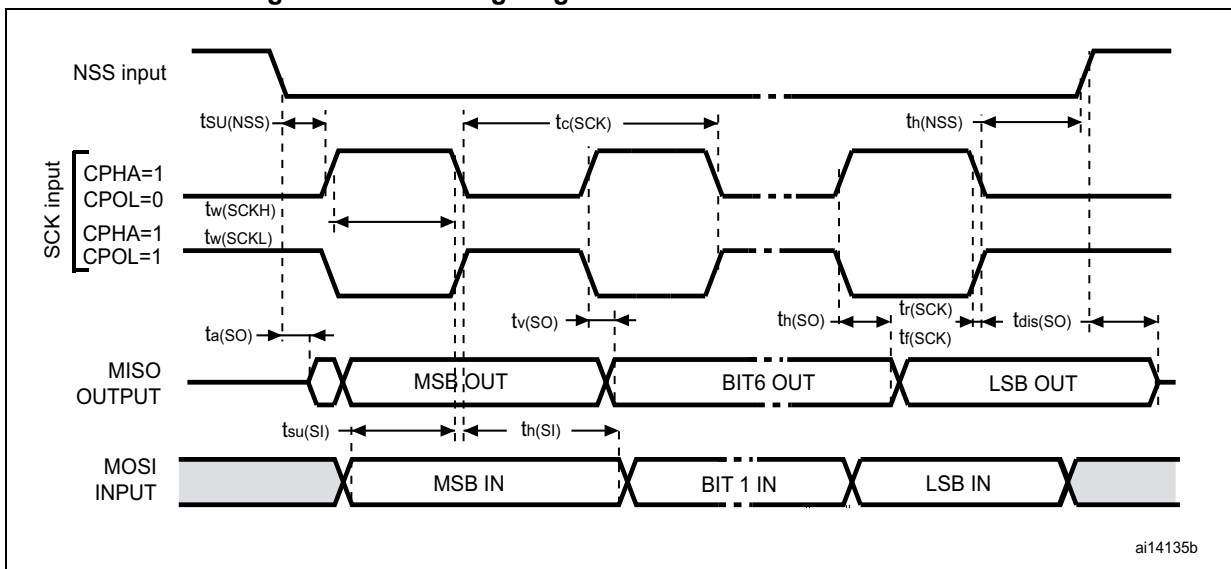 NSS input
tSU(NSS)
tc(SCK)
th(NSS)
SCK input
CPHA=1
CPOL=0
tw(SCKH)
CPHA=1
tw(SCKL)
CPOL=1
ta(SO)
tv(SO)
th(SO)
tr(SCK)
tf(SCK)
tdis(SO)
MISO
OUTPUT
MSB OUT
BIT6 OUT
LSB OUT
tsu(SI)
th(SI)
MOSI
INPUT
MSB IN
BIT 1 IN
LSB IN
ai14135b